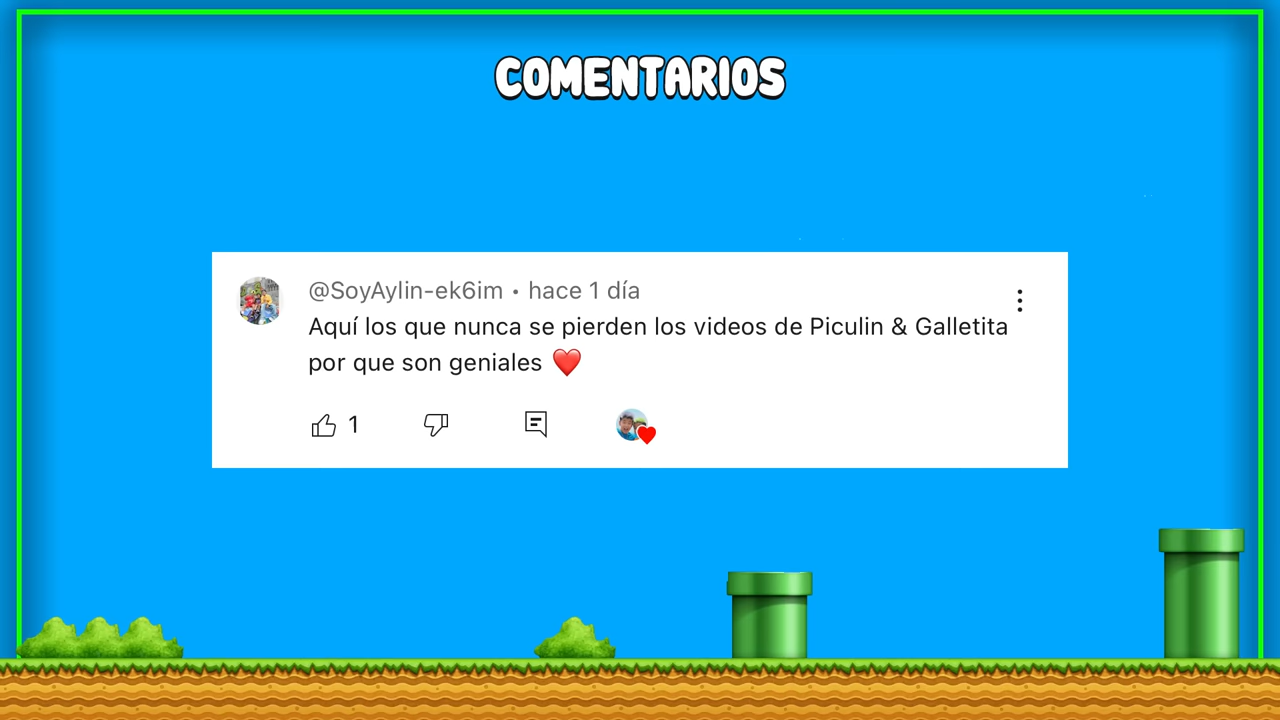 COMENTARIOS
@SoyAylin-ek6im • hace 1 día
Aquí los que nunca se pierden los videos de Piculin & Galletita
por que son geniales ❤️
1